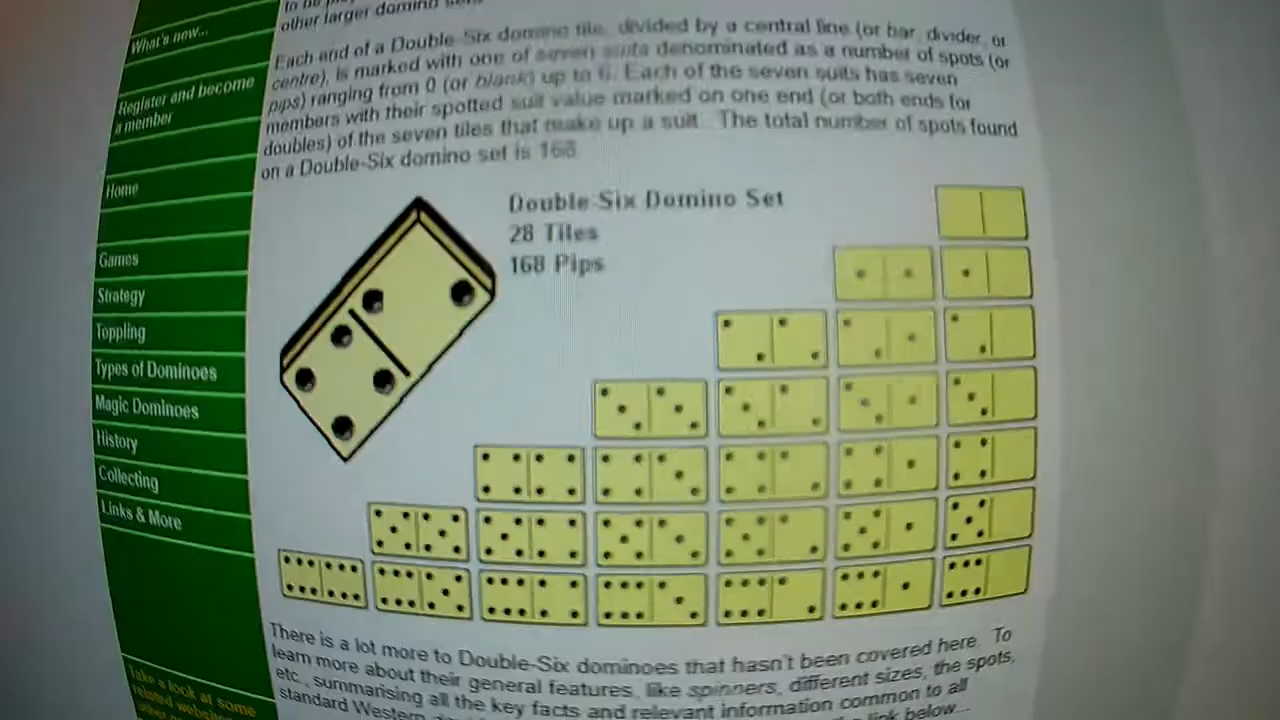 to be
other larger domino sets
Each end of a Double-Six domino tile, divided by a central line (or bar, divider, or
centre), is marked with one of seven suits denominated as a number of spots (or
pips) ranging from 0 (or blank) up to 6. Each of the seven suits has seven
members with their spotted suit value marked on one end (or both ends for
doubles) of the seven tiles that make up a suit. The total number of spots found
on a Double-Six domino set is 168
What's new...
Register and become
a member
Home
Games
Strategy
Toppling
Types of Dominoes
Magic Dominoes
History
Collecting
Links & More
Take a look at some
related
Double Six Domino Set
28 Tiles
168 Pips
There is a lot more to Double-Six dominoes that hasn't been covered here. To
learn more about their general features, like spinners, different sizes, the spots,
etc., summarising all the key facts and relevant information common to all
standard Western link below...